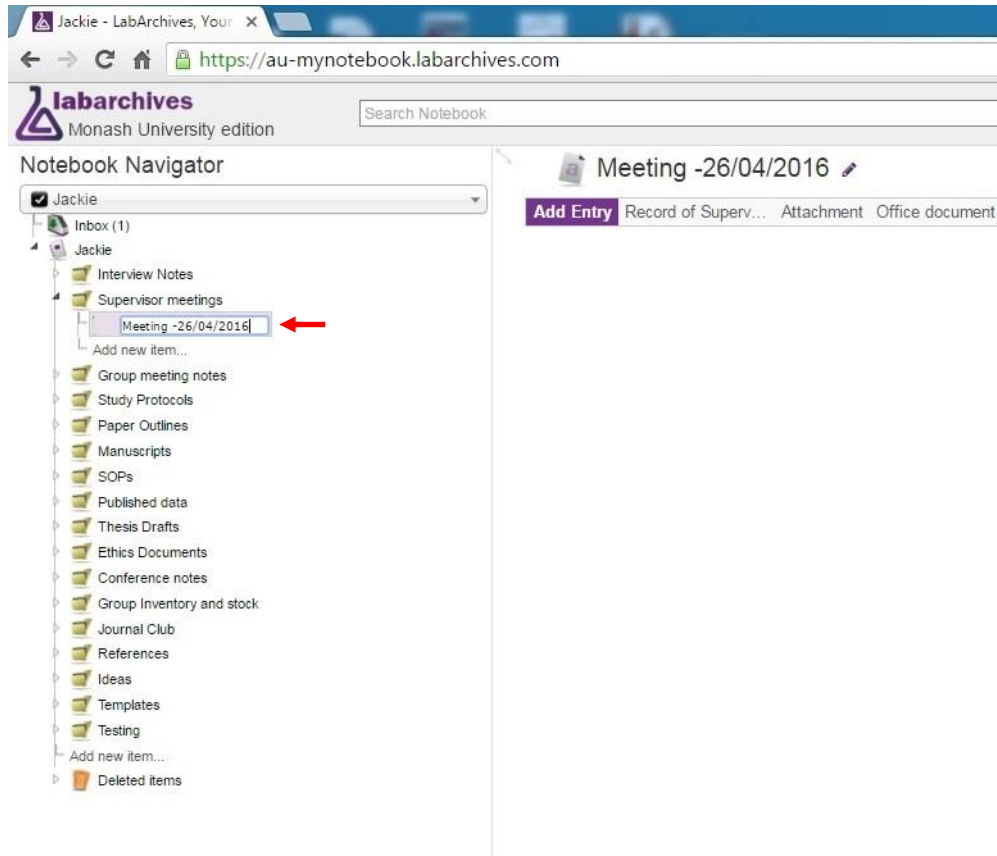 Jackie - LabArchives, Your
https://au-mynotebook.labarchives.com
labarchives
Monash University edition
Search Notebook
Notebook Navigator
Jackie
Inbox (1)
Jackie
Interview Notes
Supervisor meetings
Meeting -26/04/2016
Add new item...
Group meeting notes
Study Protocols
Paper Outlines
Manuscripts
SOPs
Published data
Thesis Drafts
Ethics Documents
Conference notes
Group Inventory and stock
Journal Club
References
Ideas
Templates
Testing
Add new item...
Deleted items
Meeting -26/04/2016
Add Entry Record of Superv... Attachment Office document